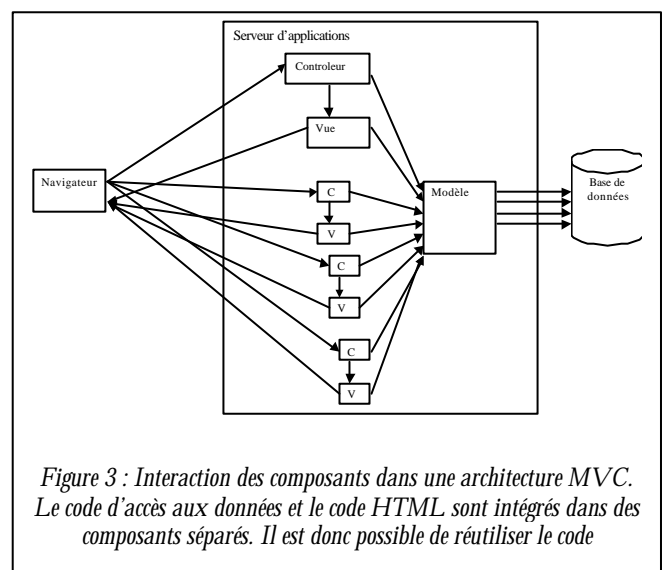 Serveur d'applications
Controleur
Vue
Navigateur
C
V
C
V
C
V
Modèle
Base de
données
Figure 3 : Interaction des composants dans une architecture MVC.
Le code d'accès aux données et le code HTML sont intégrés dans des
composants séparés. Il est donc possible de réutiliser le code